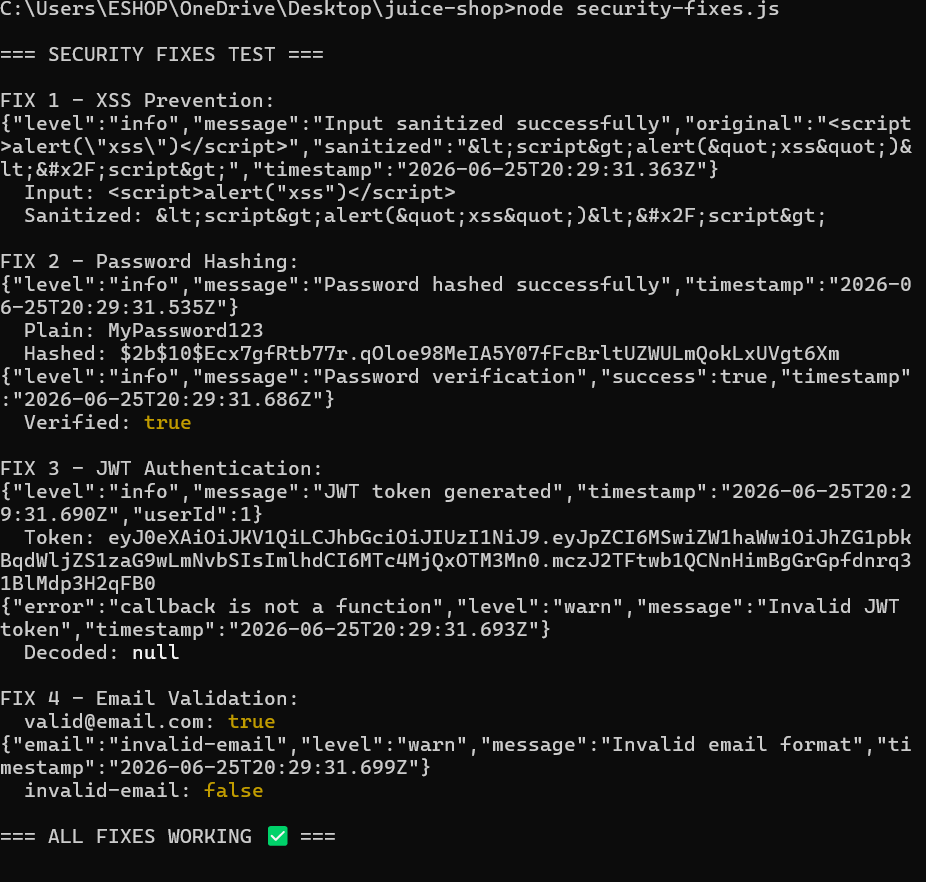 C:\Users\ESHOP\OneDrive\Desktop\juice-shop>node security-fixes.js
=== SECURITY FIXES TEST ===
FIX 1 - XSS Prevention:
{"level":"info","message":"Input sanitized successfully","original":"<script
>alert(\"xss\")</script>","sanitized":"&lt;script&gt;alert(&quot;xss&quot;)&
lt;&#x2F;script&gt;","timestamp":"2026-06-25T20:29:31.363Z"}
Input: <script>alert("xss")</script>
Sanitized: &lt;script&gt;alert(&quot;xss&quot;)&lt;&#x2F;script&gt;
FIX 2 - Password Hashing:
{"level":"info","message":"Password hashed successfully","timestamp":"2026-0
6-25T20:29:31.535Z"}
Plain: MyPassword123
Hashed: $2b$10$Ecx7gfRtb77r.qOloe98MeIA5Y07fFcBrltUZWULmQokLxUVgt6Xm
{"level":"info","message":"Password verification","success":true,"timestamp"
:"2026-06-25T20:29:31.686Z"}
Verified: true
FIX 3 - JWT Authentication:
{"level":"info","message":"JWT token generated","timestamp":"2026-06-25T20:2
9:31.690Z","userId":1}
Token: eyJ0eXAiOiJKV1QiLCJhbGciOiJIUzI1NiJ9.eyJpZCI6MSwiZW1haWwiOiJhZG1pbk
BqdWljZS1zaG9wLmNvbSIsImlhdCI6MTc4MjQxOTM3Mn0.mczJ2TFtwb1QCNnHimBgGrGpfdnrq3
1BlMdp3H2qFB0
{"error":"callback is not a function","level":"warn","message":"Invalid JWT
token","timestamp":"2026-06-25T20:29:31.693Z"}
Decoded: null
FIX 4 - Email Validation:
valid@email.com: true
{"email":"invalid-email","level":"warn","message":"Invalid email format","ti
mestamp":"2026-06-25T20:29:31.699Z"}
invalid-email: false
=== ALL FIXES WORKING ✅ ===